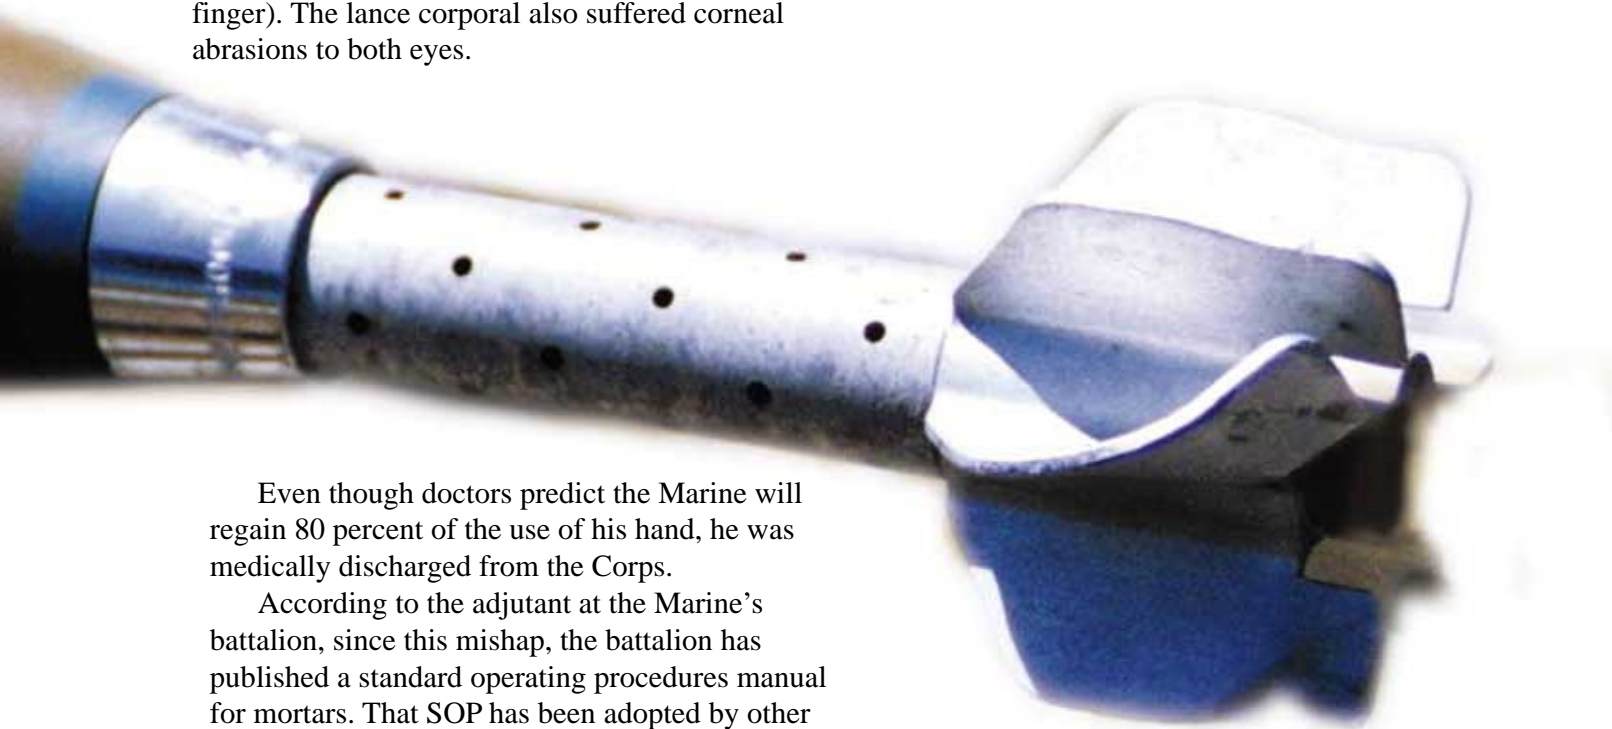 finger). The lance corporal also suffered corneal
abrasions to both eyes.
Even though doctors predict the Marine will
regain 80 percent of the use of his hand, he was
medically discharged from the Corps.
According to the adjutant at the Marine’s
battalion, since this mishap, the battalion has
published a standard operating procedures manual
for mortars. That SOP has been adopted by other